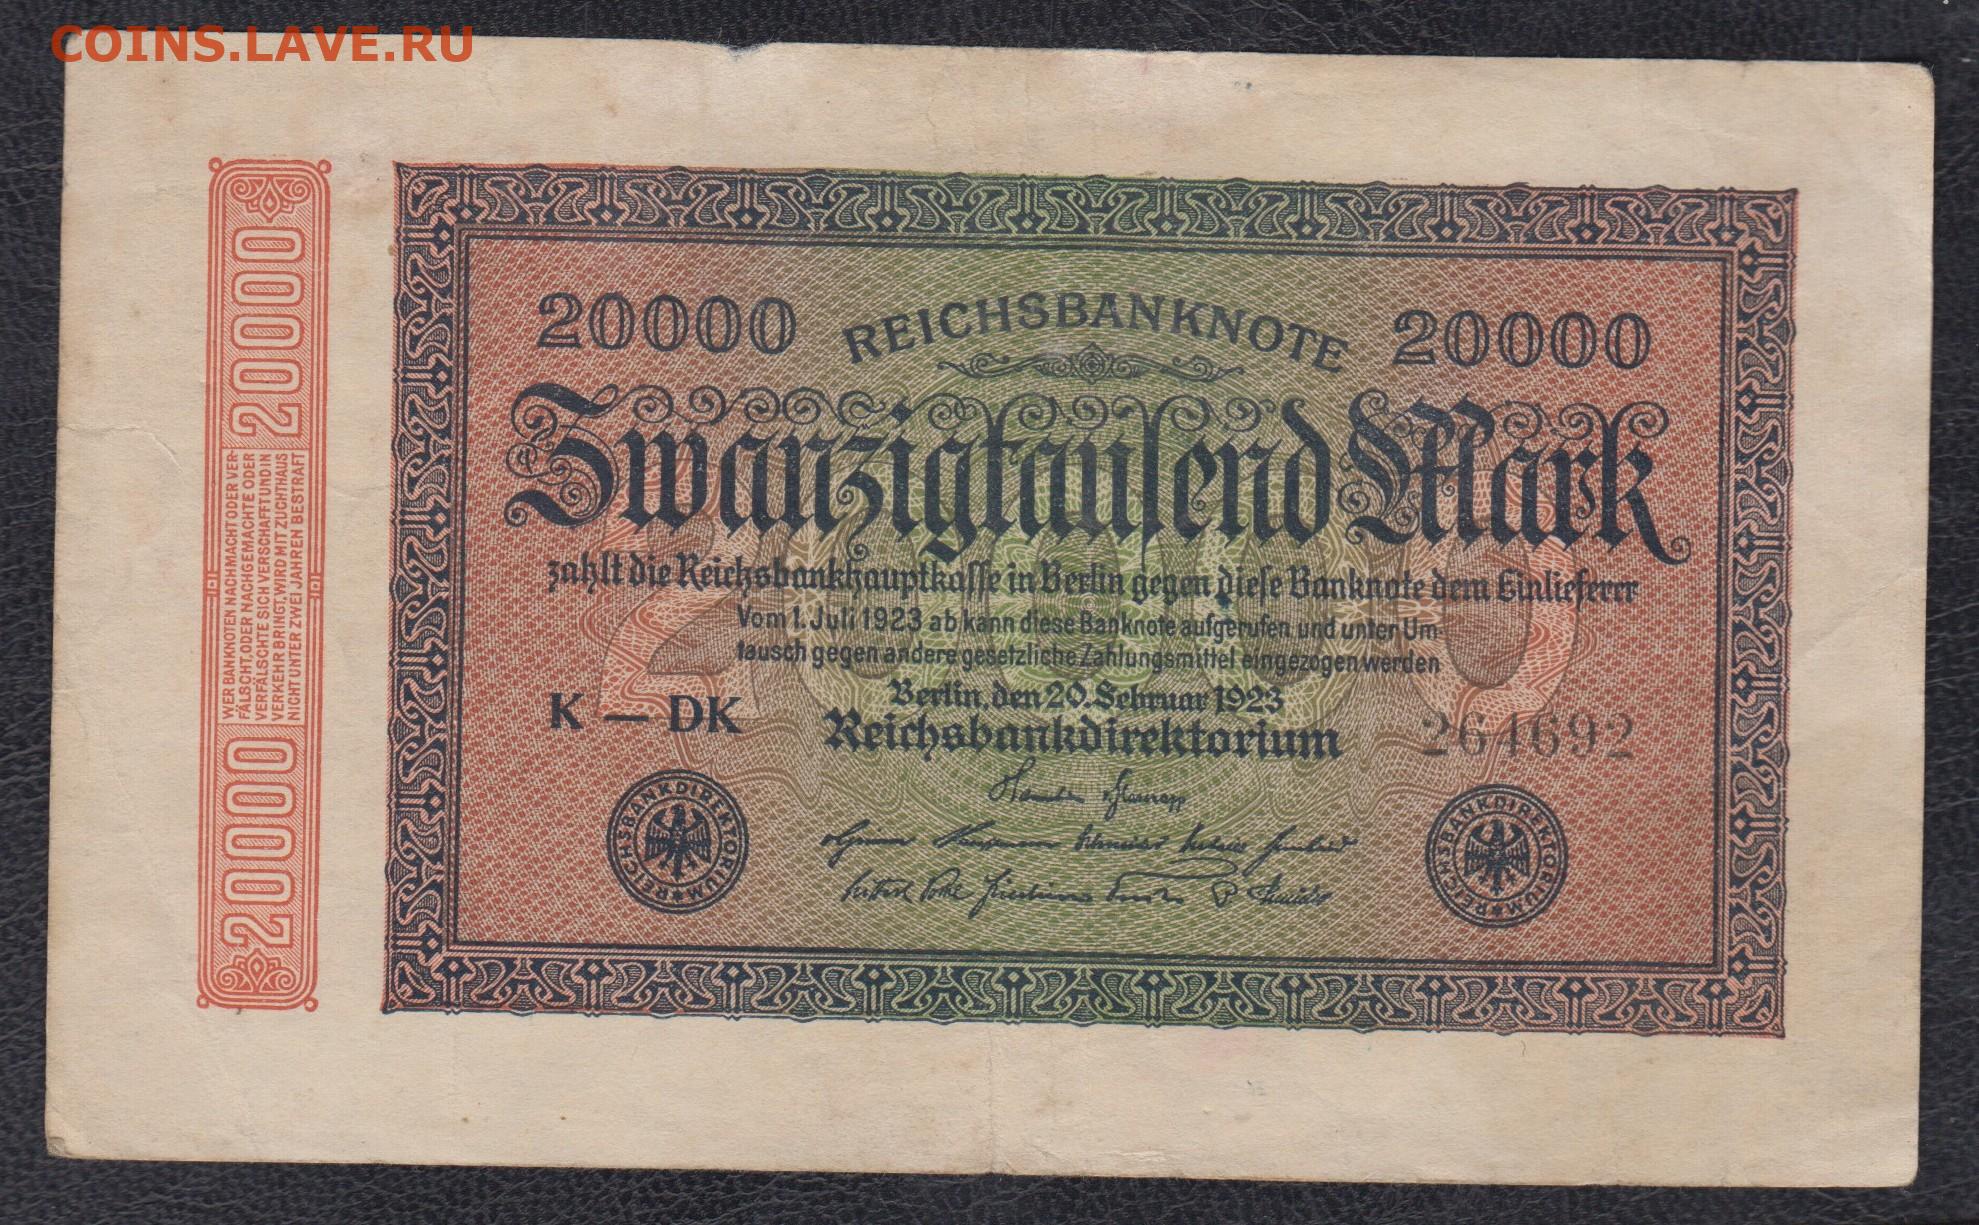 COINS.LAVE.RU
20000
WER BANKNOTEN NACHMACHT ODER VER-
FÄLSCHT, ODER NACHGEMACHTE ODER
VERFÄLSCHTE SICH VERSCHAFFT UND IN
VERKEHR BRINGT, WIRD MIT ZUCHTHAUS
NICHT UNTER ZWEI JAHREN BESTRAFT
20000
20000 REICHSBANKNOTE 20000
Zwanzigtausend Mark
20000
zahlt die Reichsbankhauptkasse in Berlin gegen diese Banknote dem Einlieferer
Vom 1. Juli 1923 ab kann diese Banknote aufgerufen und unter Um-
tausch gegen andere gesetzliche Zahlungsmittel eingezogen werden
Berlin, den 20. Februar 1923
K — DK Reichsbankdirektorium 264692
REICHSBANKDIREKTORIUM
REICHSBANKDIREKTORIUM